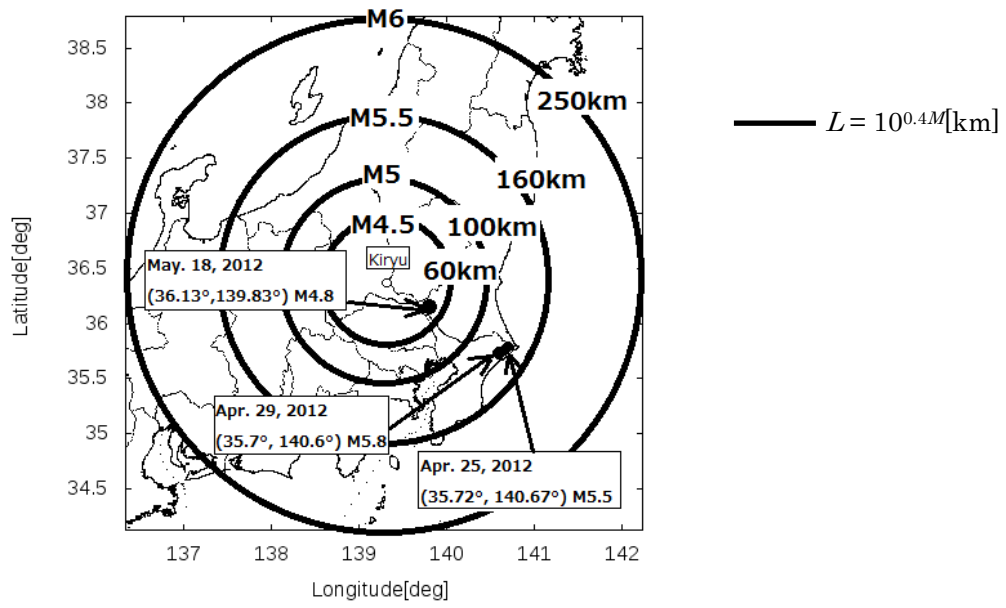 M6
38.5
38
250km
M5.5
L = 10^0.4M[km]
37.5
160km
M5
37
M4.5
100km
Kiryu
60km
36.5
May. 18, 2012
(36.13°,139.83°) M4.8
36
35.5
Apr. 29, 2012
(35.7°, 140.6°) M5.8
35
Apr. 25, 2012
(35.72°, 140.67°) M5.5
34.5
Latitude[deg]
137 138 139 140 141 142
Longitude[deg]